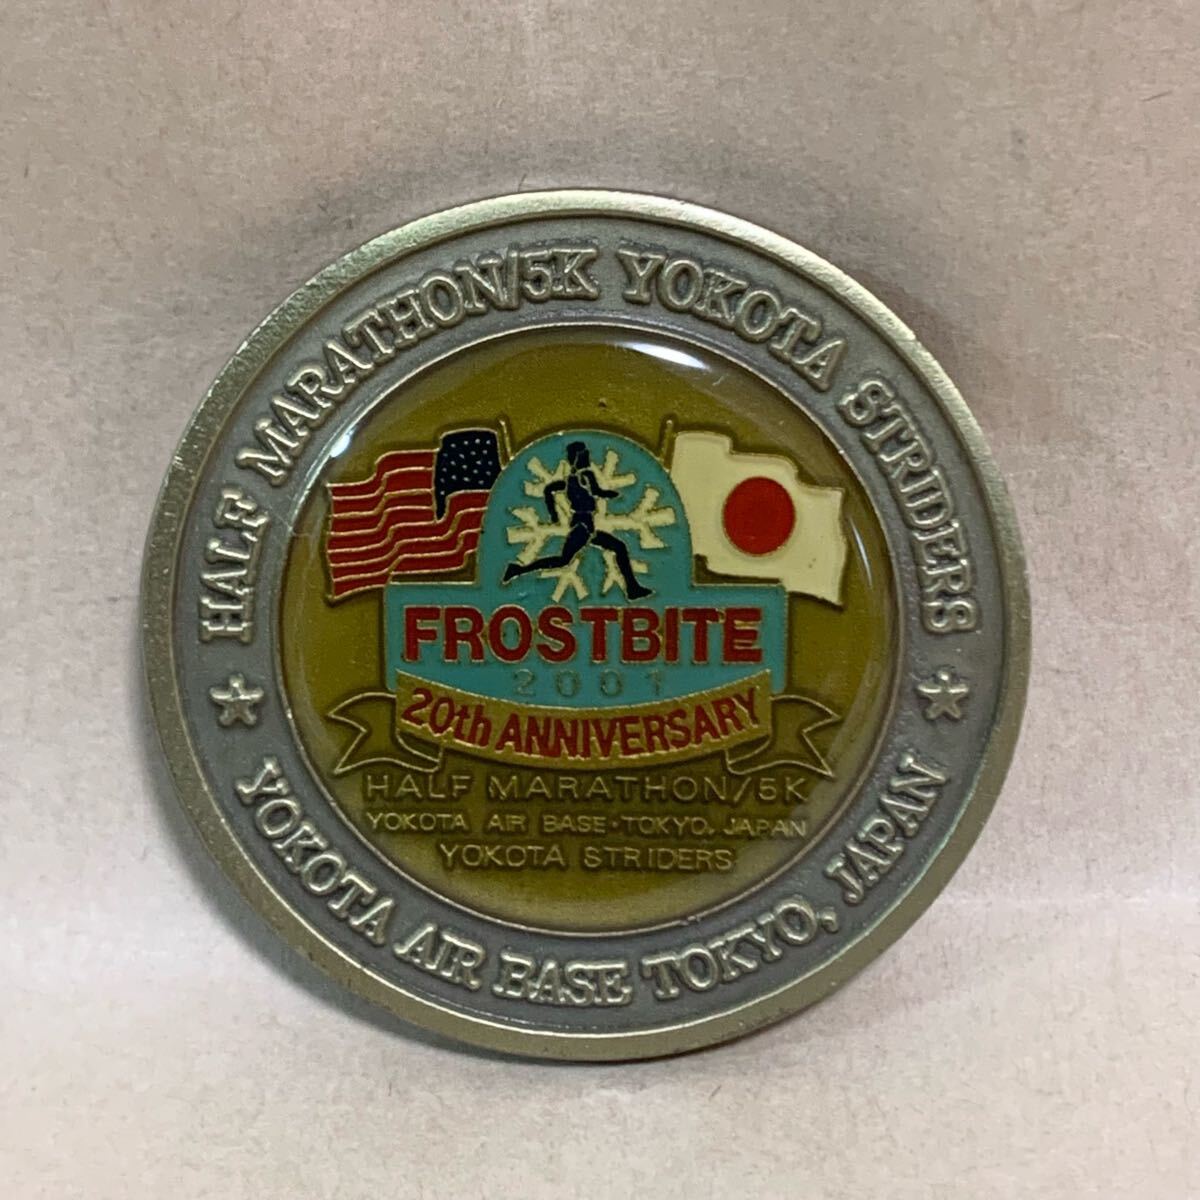 HALF MARATHON/5K YOKOTA STRIDERS
FROSTBITE
2001
20th ANNIVERSARY
HALF MARATHON/5K
YOKOTA AIR BASE·TOKYO, JAPAN
YOKOTA STRIDERS
YOKOTA AIR BASE TOKYO, JAPAN